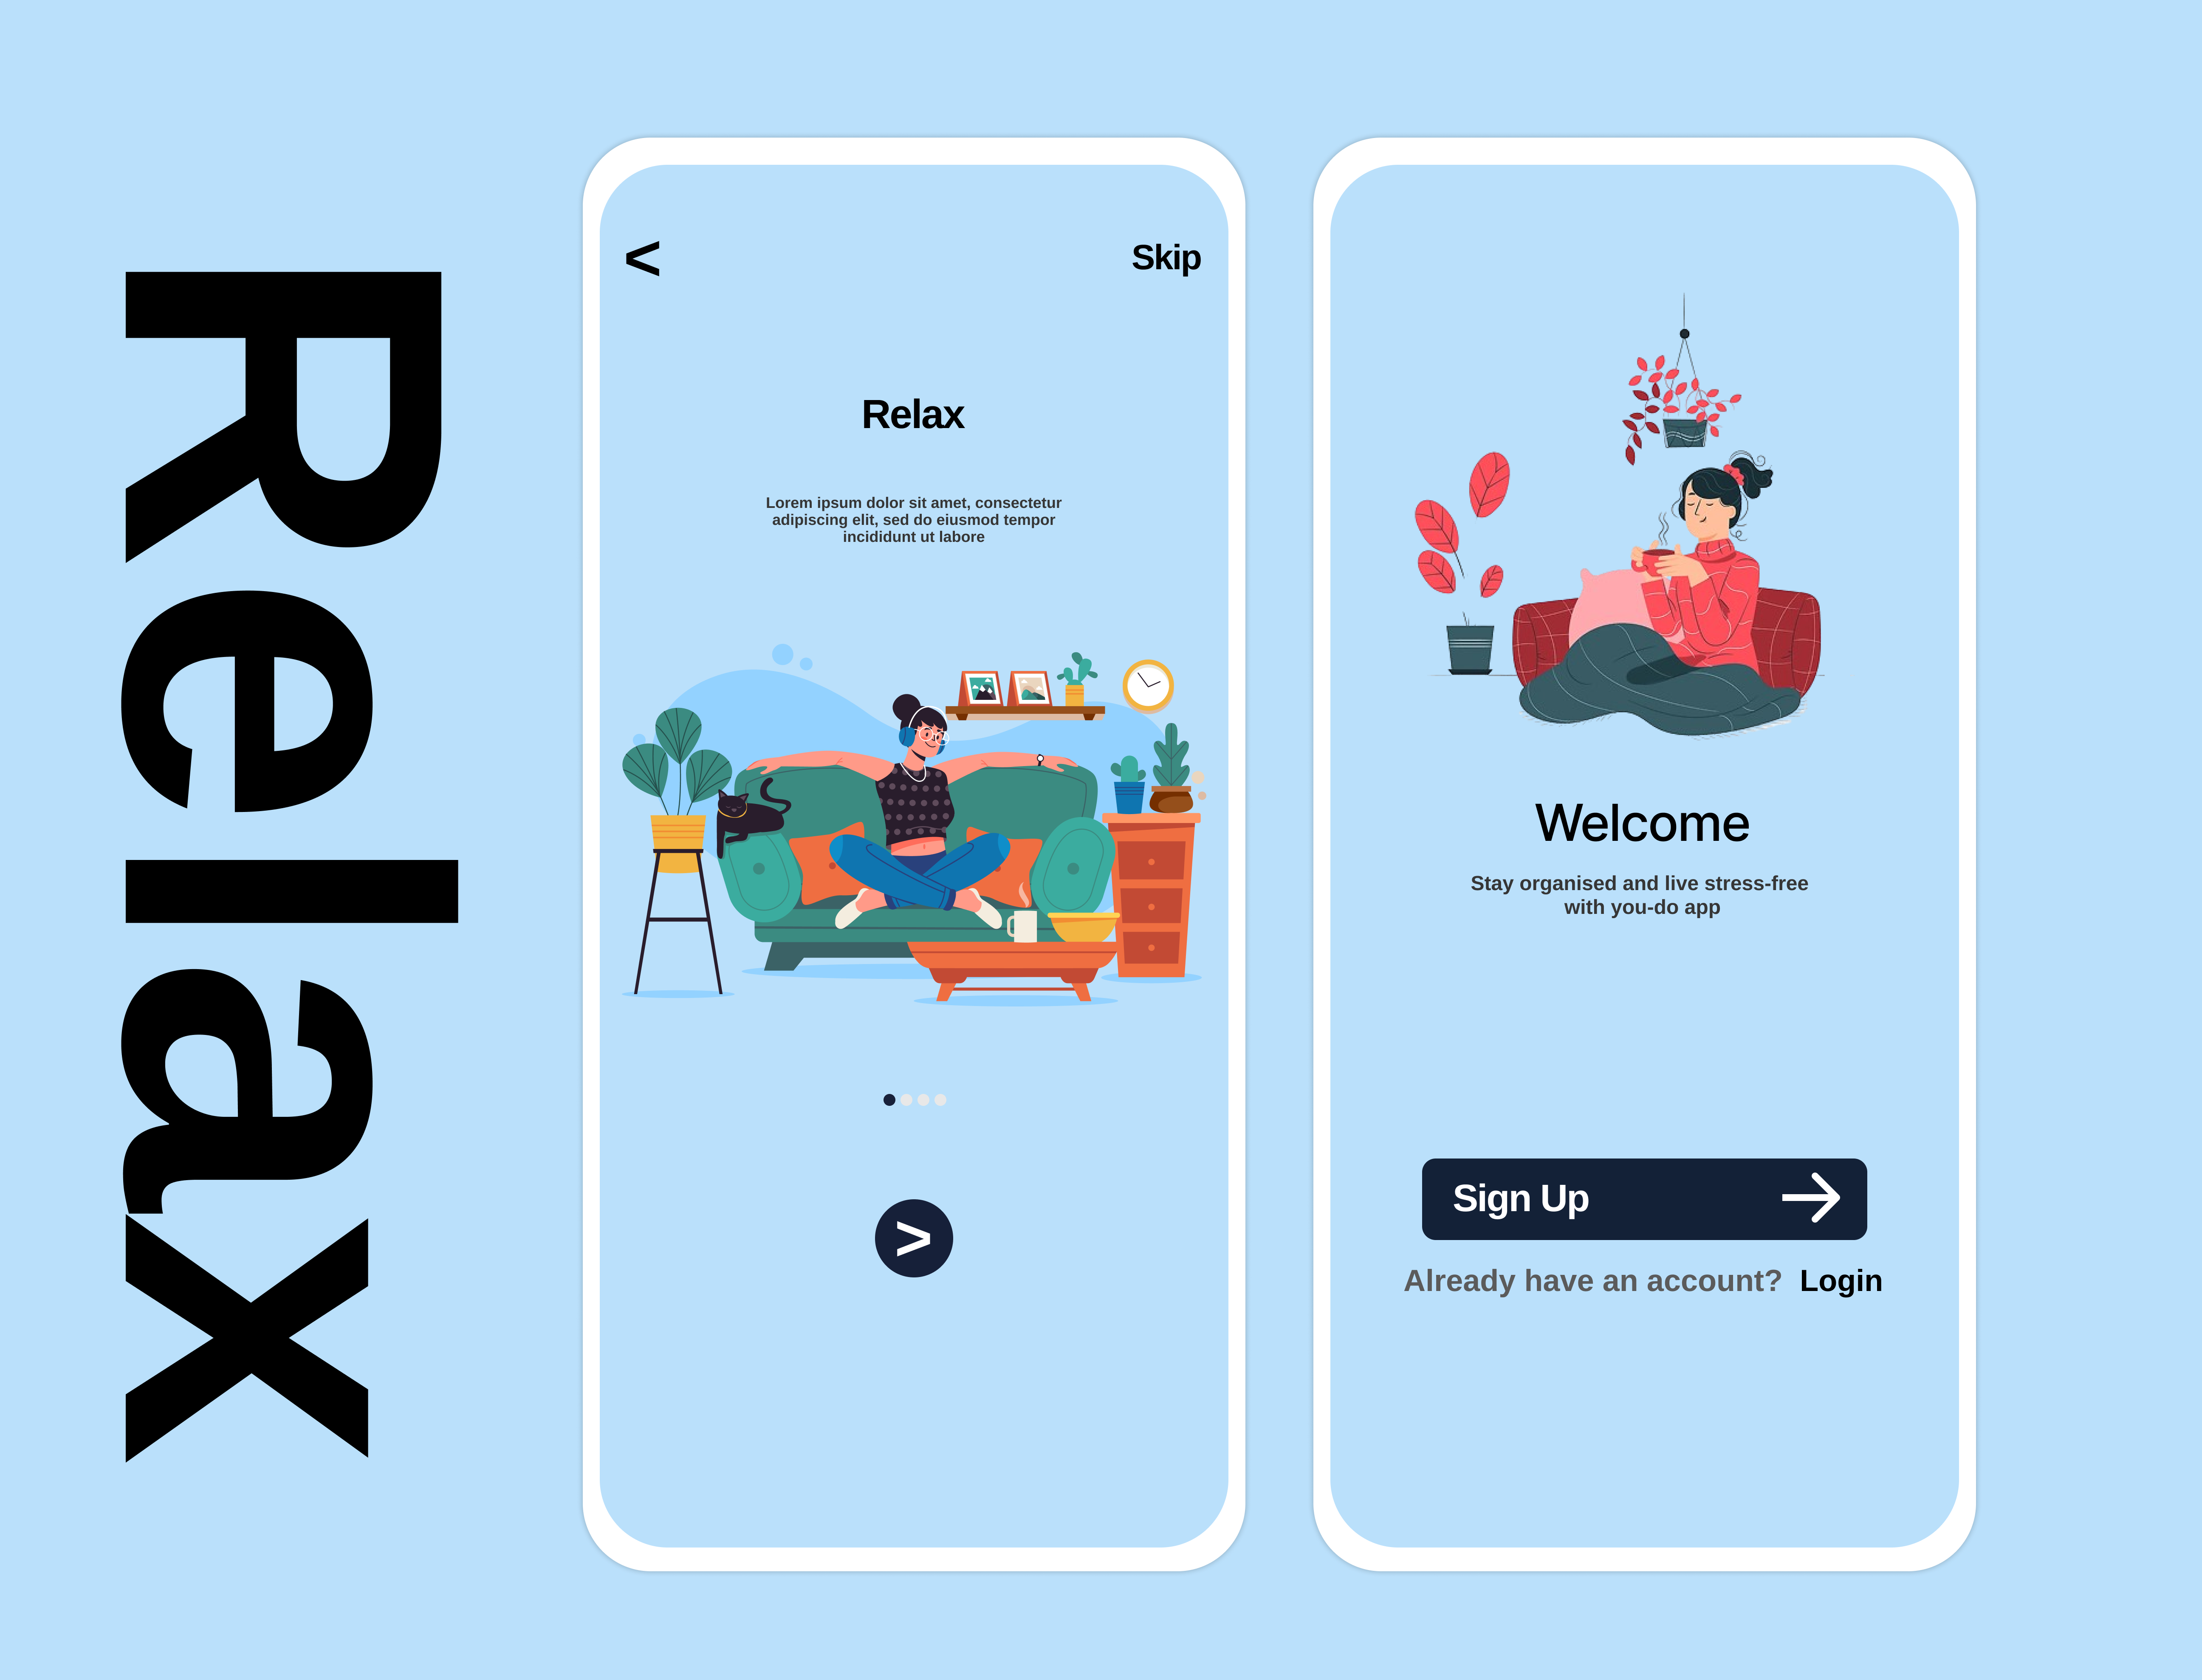 Relax
<
Skip
Relax
Lorem ipsum dolor sit amet, consectetur
adipiscing elit, sed do eiusmod tempor
incididunt ut labore
>
Welcome
Stay organised and live stress-free
with you-do app
Sign Up
Already have an account? Login